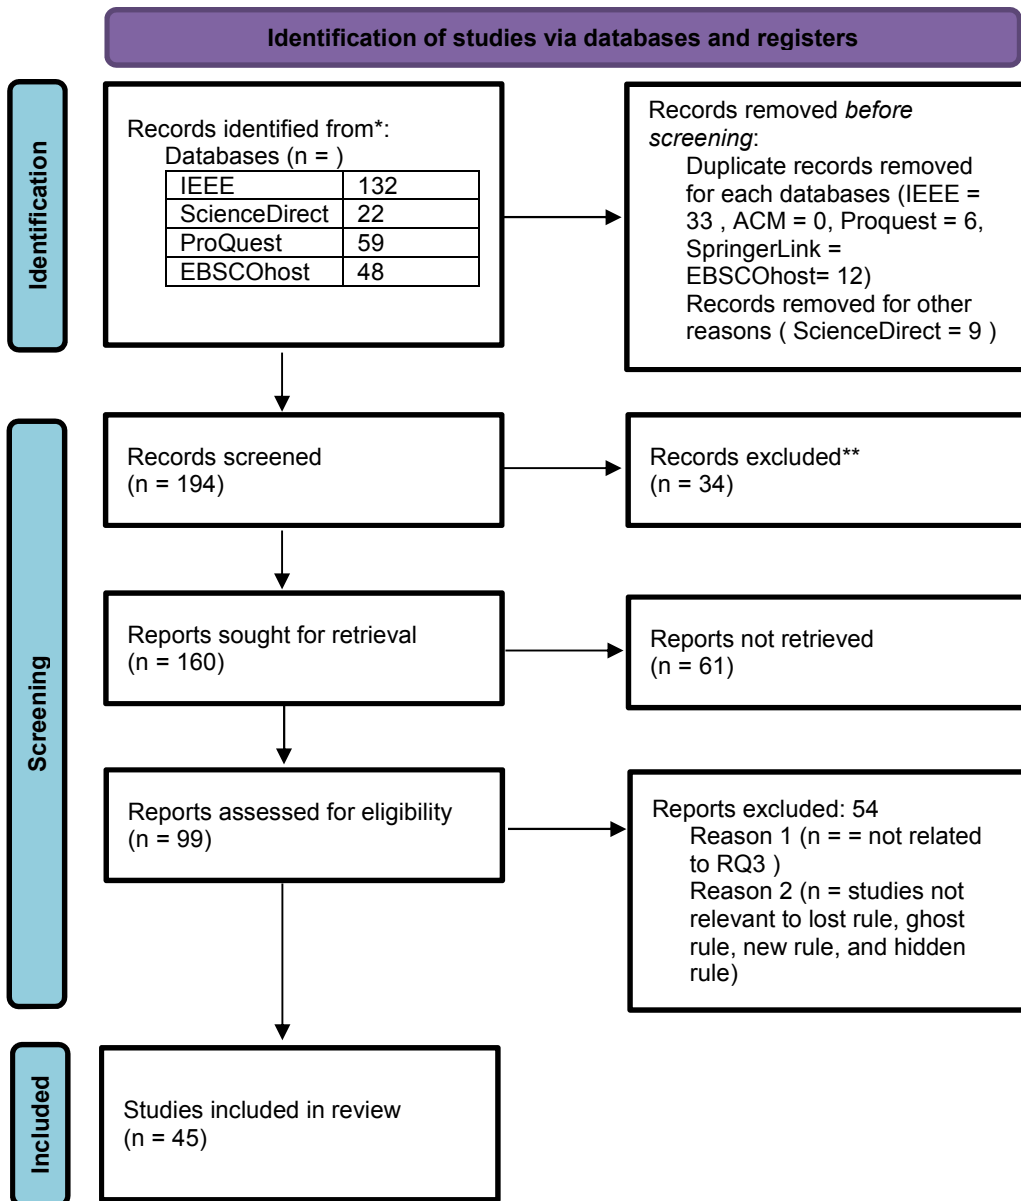 Identification of studies via databases and registers
Identification
Records identified from*:
Databases (n = )
IEEE 132
ScienceDirect 22
ProQuest 59
EBSCOhost 48
Records removed before
screening:
Duplicate records removed
for each databases (IEEE =
33 , ACM = 0, Proquest = 6,
SpringerLink =
EBSCOhost= 12)
Records removed for other
reasons ( ScienceDirect = 9 )
Screening
Records screened
(n = 194)
Records excluded**
(n = 34)
Reports sought for retrieval
(n = 160)
Reports not retrieved
(n = 61)
Reports assessed for eligibility
(n = 99)
Reports excluded: 54
Reason 1 (n = = not related
to RQ3 )
Reason 2 (n = studies not
relevant to lost rule, ghost
rule, new rule, and hidden
rule)
Included
Studies included in review
(n = 45)